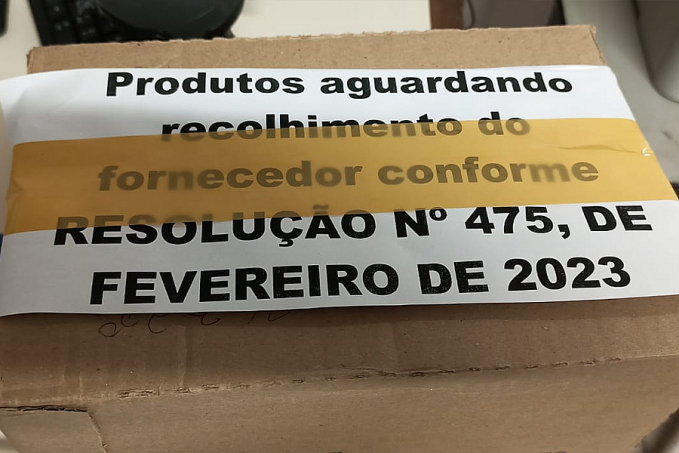 Produtos aguardando
recolhimento do
fornecedor conforme
RESOLUÇÃO Nº 475, DE
FEVEREIRO DE 2023